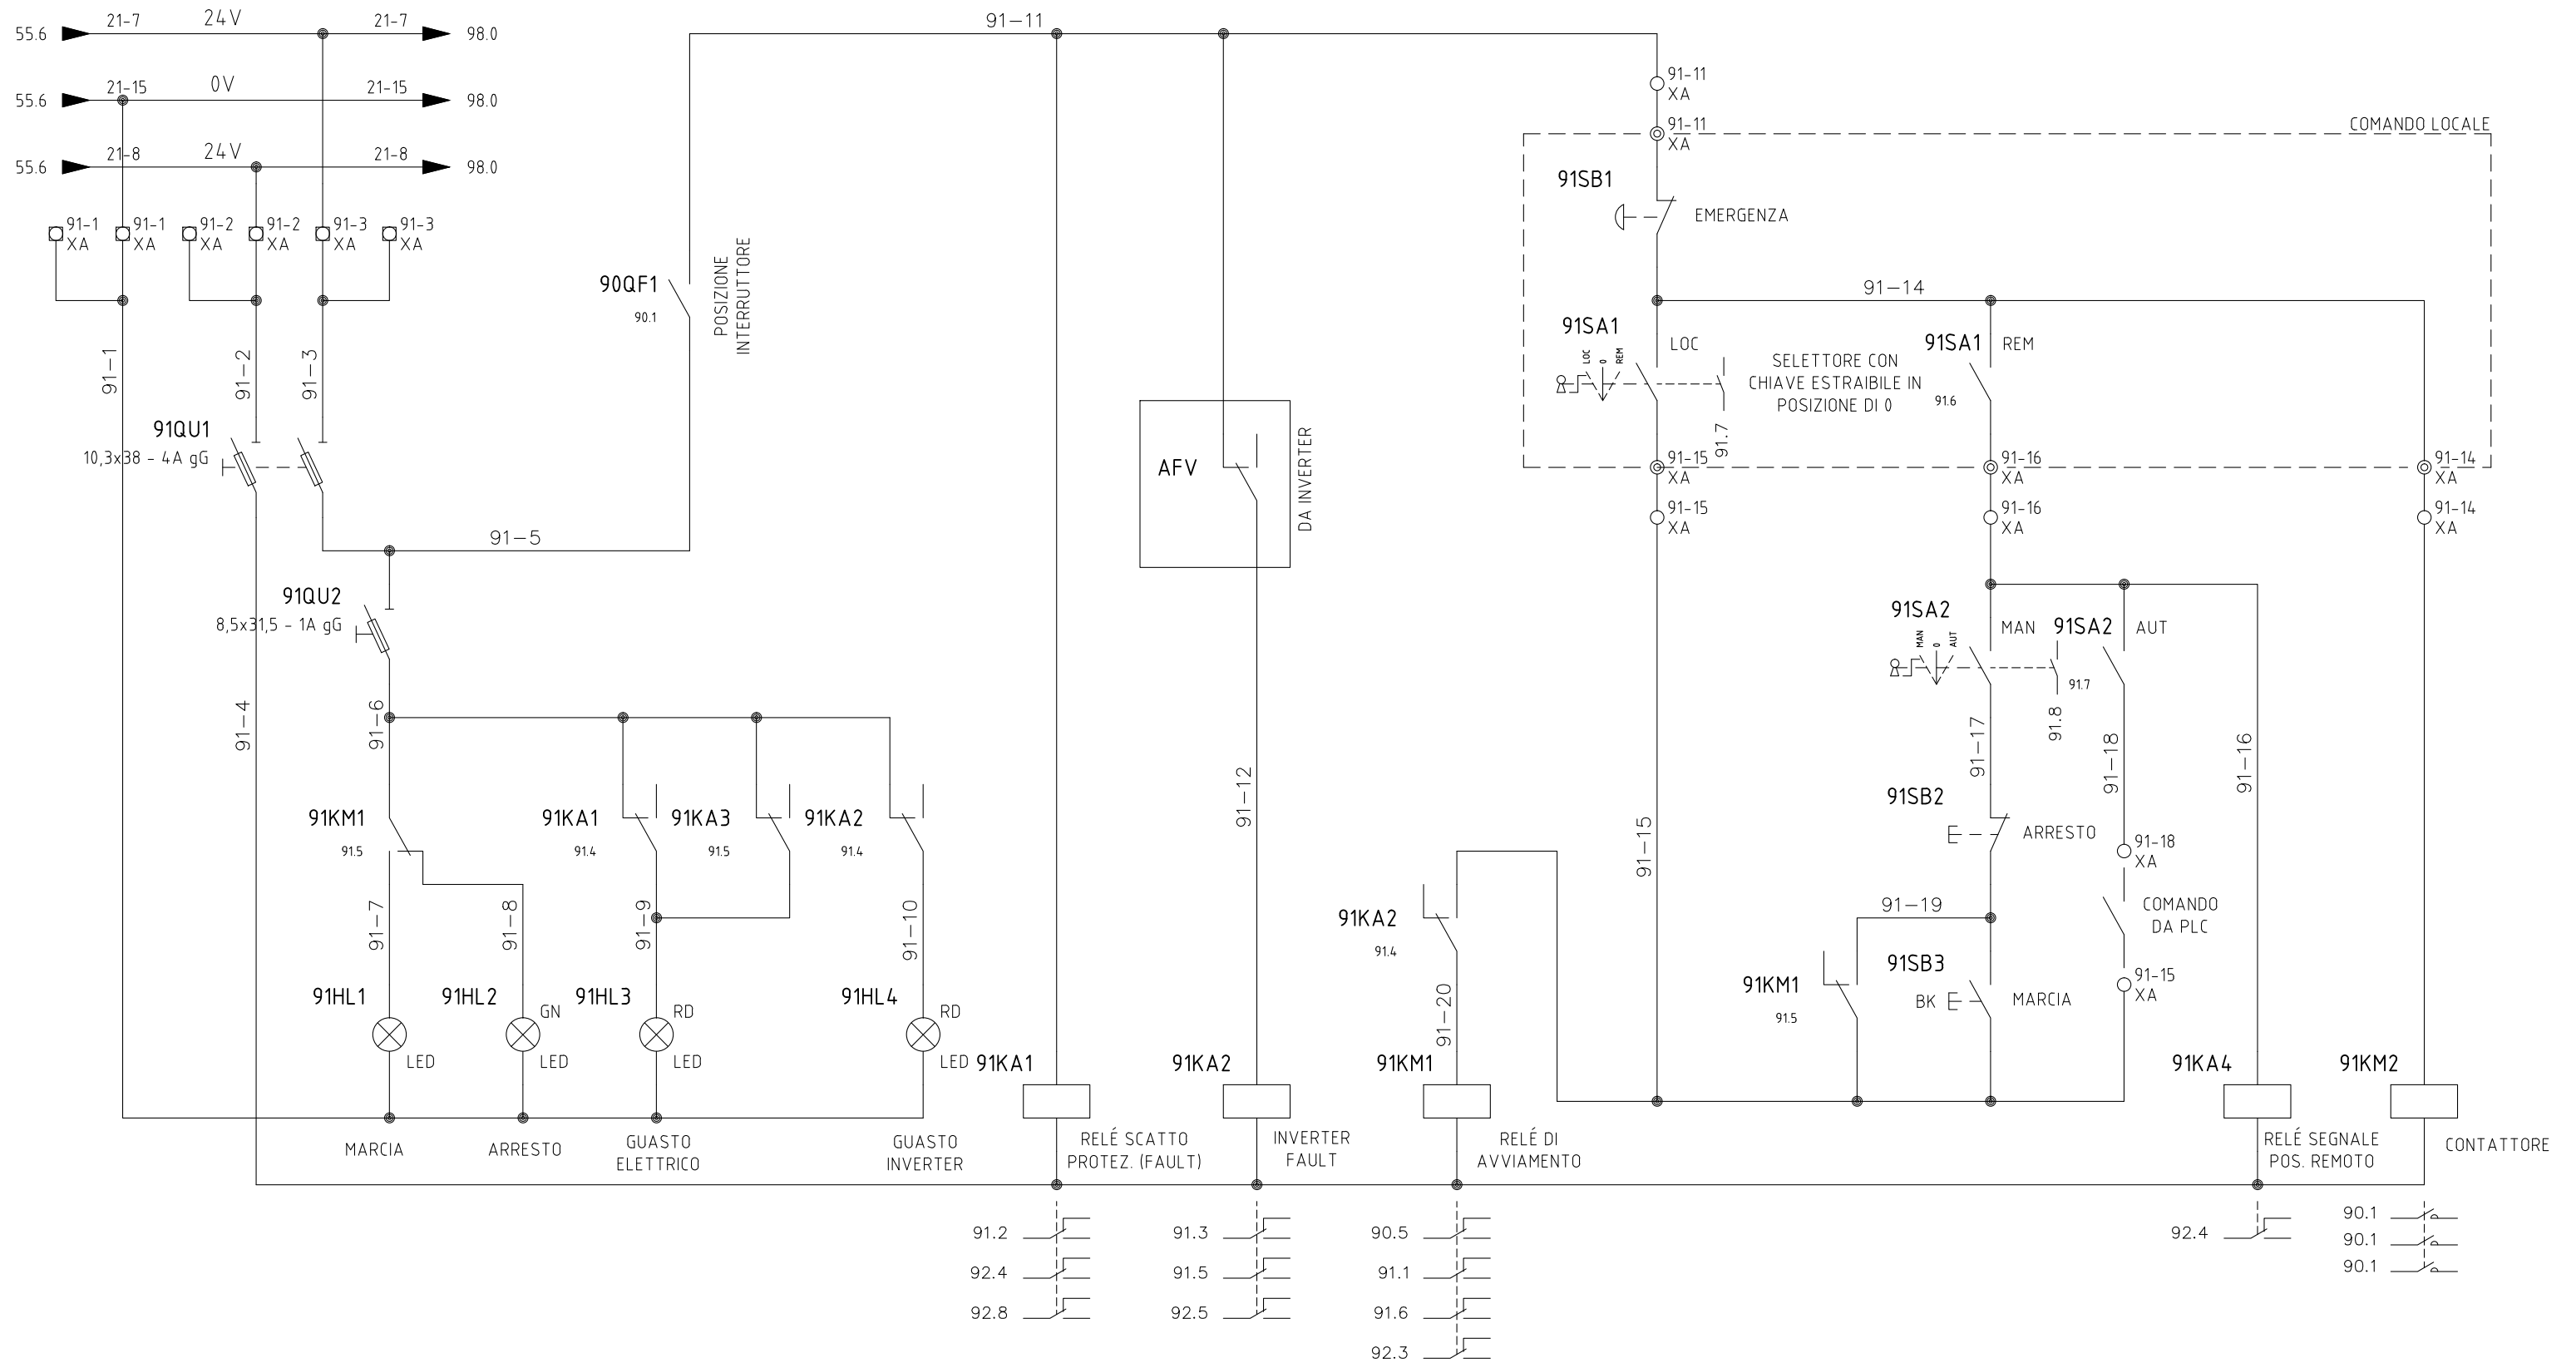 21-7 24V 21-7
55.6 98.0
21-15 0V 21-15
55.6 98.0
21-8 24V 21-8
55.6 98.0
91-1 91-1 91-2 91-2 91-3 91-3
XA XA XA XA XA XA
91-1
91-2
91-3
91QU1
10,3x38 - 4A gG
91-5
91QU2
8,5x31,5 - 1A gG
91-4
91-6
90QF1
90.1
POSIZIONE
INTERRUTTORE
91-11
91KM1
91.5
91KA1
91.4
91KA3
91.5
91KA2
91.4
91-7
91-8
91-9
91-10
91HL1
LED
91HL2
GN
LED
91HL3
RD
LED
91HL4
RD
LED
MARCIA
ARRESTO
GUASTO
ELETTRICO
GUASTO
INVERTER
AFV
DA INVERTER
91-12
91KA1
RELÉ SCATTO
PROTEZ. (FAULT)
91.2
92.4
92.8
91KA2
INVERTER
FAULT
91.3
91.5
92.5
91KA2
91.4
91-20
91KM1
RELÉ DI
AVVIAMENTO
90.5
91.1
91.6
92.3
91-11
XA
91-11
XA
COMANDO LOCALE
91SB1
EMERGENZA
91-14
91SA1
LOC
0
REM
LOC
91.7
SELETTORE CON
CHIAVE ESTRAIBILE IN
POSIZIONE DI 0
91SA1
REM
91.6
91-15
XA
91-16
XA
91-14
XA
91-15
XA
91-16
XA
91-14
XA
91SA2
MAN
0
AUT
MAN
91.8
91SA2
AUT
91.7
91-15
91-17
91-18
91-16
91SB2
ARRESTO
91-18
XA
COMANDO
DA PLC
91-15
XA
91-19
91KM1
91.5
91SB3
BK
MARCIA
91KA4
RELÉ SEGNALE
POS. REMOTO
92.4
91KM2
CONTATTORE
90.1
90.1
90.1